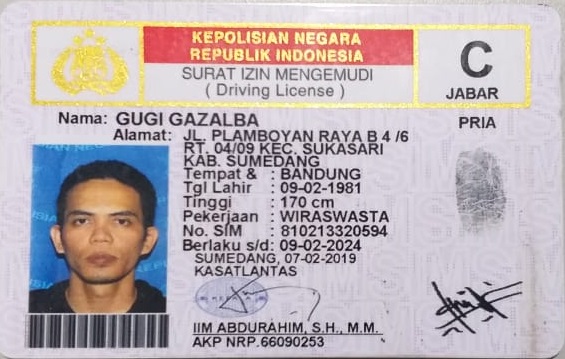 KEPOLISIAN NEGARA
REPUBLIK INDONESIA
SURAT IZIN MENGEMUDI
( Driving License )
C
JABAR
Nama: GUGI GAZALBA
PRIA
Alamat: JL. PLAMBOYAN RAYA B 4 /6
RT. 04/09 KEC. SUKASARI
KAB. SUMEDANG
Tempat & : BANDUNG
Tgl Lahir : 09-02-1981
Tinggi : 170 cm
Pekerjaan : WIRASWASTA
No. SIM : 810213320594
Berlaku s/d: 09-02-2024
SUMEDANG, 07-02-2019
KASATLANTAS
IIM ABDURAHIM, S.H., M.M.
AKP NRP.66090253